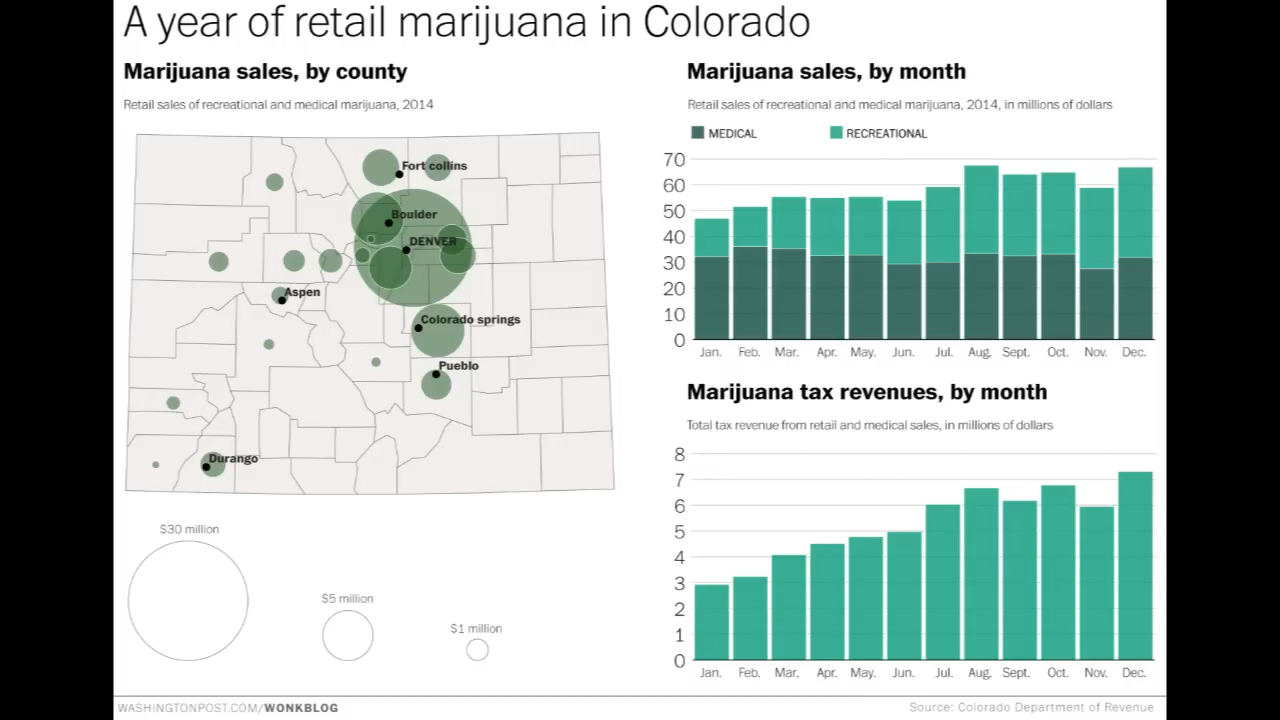 A year of retail marijuana in Colorado
Marijuana sales, by county
Retail sales of recreational and medical marijuana, 2014
Fort collins
Boulder
DENVER
Aspen
Colorado springs
Pueblo
Durango
$30 million
$5 million
$1 million
Marijuana sales, by month
Retail sales of recreational and medical marijuana, 2014, in millions of dollars
MEDICAL RECREATIONAL
70
60
50
40
30
20
10
0
Jan. Feb. Mar. Apr. May. Jun. Jul. Aug. Sept. Oct. Nov. Dec.
Marijuana tax revenues, by month
Total tax revenue from retail and medical sales, in millions of dollars
8
7
6
5
4
3
2
1
0
Jan. Feb. Mar. Apr. May. Jun. Jul. Aug. Sept. Oct. Nov. Dec.
WASHINGTONPOST.COM/WONKBLOG
Source: Colorado Department of Revenue